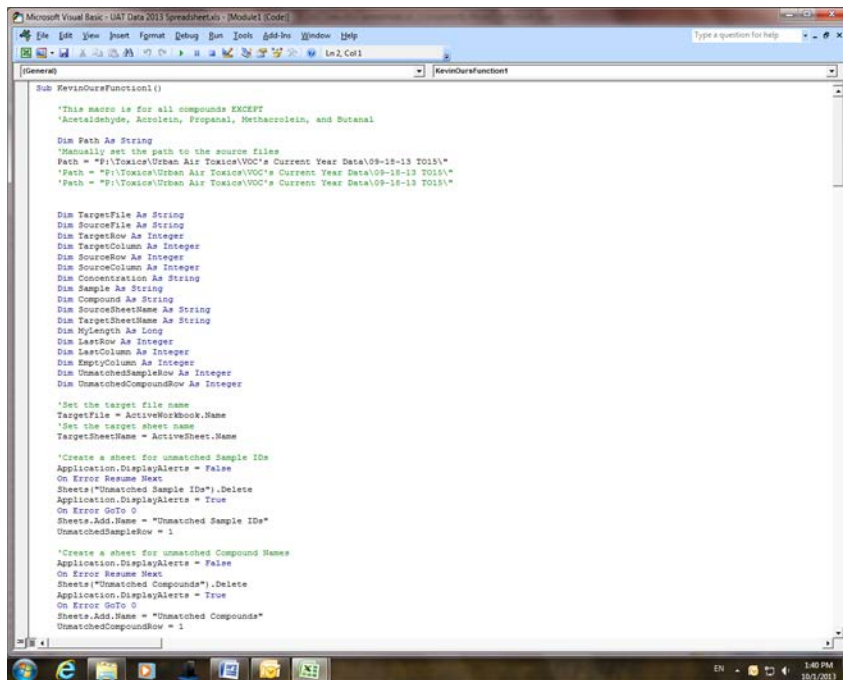 Microsoft Visual Basic - UAT Data 2013 Spreadsheet.xls - [Module1 (Code)]
File Edit View Insert Format Debug Run Tools Add-Ins Window Help
Type a question for help
Ln 2, Col 1
(General)
KevinOursFunction1
Sub KevinOursFunction1()
'This macro is for all compounds EXCEPT
'Acetaldehyde, Acrolein, Propanal, Methacrolein, and Butanal
Dim Path As String
'Manually set the path to the source files
Path = "P:\Toxics\Urban Air Toxics\VOC's Current Year Data\09-18-13 TO15\"
'Path = "P:\Toxics\Urban Air Toxics\VOC's Current Year Data\09-18-13 TO15\"
'Path = "P:\Toxics\Urban Air Toxics\VOC's Current Year Data\09-18-13 TO15\"
Dim TargetFile As String
Dim SourceFile As String
Dim TargetRow As Integer
Dim TargetColumn As Integer
Dim SourceRow As Integer
Dim SourceColumn As Integer
Dim Concentration As String
Dim Sample As String
Dim Compound As String
Dim SourceSheetName As String
Dim TargetSheetName As String
Dim MyLength As Long
Dim LastRow As Integer
Dim LastColumn As Integer
Dim EmptyColumn As Integer
Dim UnmatchedSampleRow As Integer
Dim UnmatchedCompoundRow As Integer
'Set the target file name
TargetFile = ActiveWorkbook.Name
'Set the target sheet name
TargetSheetName = ActiveSheet.Name
'Create a sheet for unmatched Sample IDs
Application.DisplayAlerts = False
On Error Resume Next
Sheets("Unmatched Sample IDs").Delete
Application.DisplayAlerts = True
On Error GoTo 0
Sheets.Add.Name = "Unmatched Sample IDs"
UnmatchedSampleRow = 1
'Create a sheet for unmatched Compound Names
Application.DisplayAlerts = False
On Error Resume Next
Sheets("Unmatched Compounds").Delete
Application.DisplayAlerts = True
On Error GoTo 0
Sheets.Add.Name = "Unmatched Compounds"
UnmatchedCompoundRow = 1
EN
1:40 PM
10/1/2013